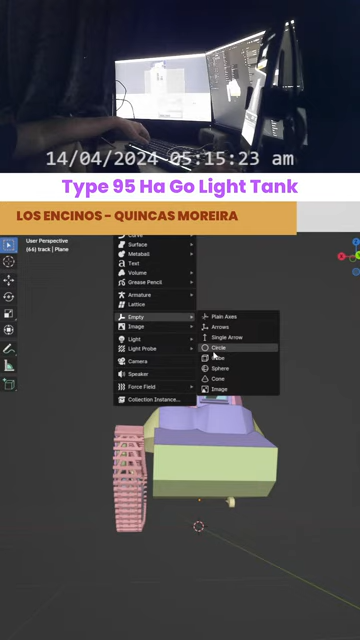 14/04/2024 05:15:23 am
Type 95 Ha Go Light Tank
LOS ENCINOS - QUINCAS MOREIRA
User Perspective
(66) track | Plane
Surface
Metaball
Text
Volume
Grease Pencil
Armature
Lattice
Empty
Image
Light
Light Probe
Camera
Speaker
Force Field
Collection Instance...
Plain Axes
Arrows
Single Arrow
Circle
Cube
Sphere
Cone
Image